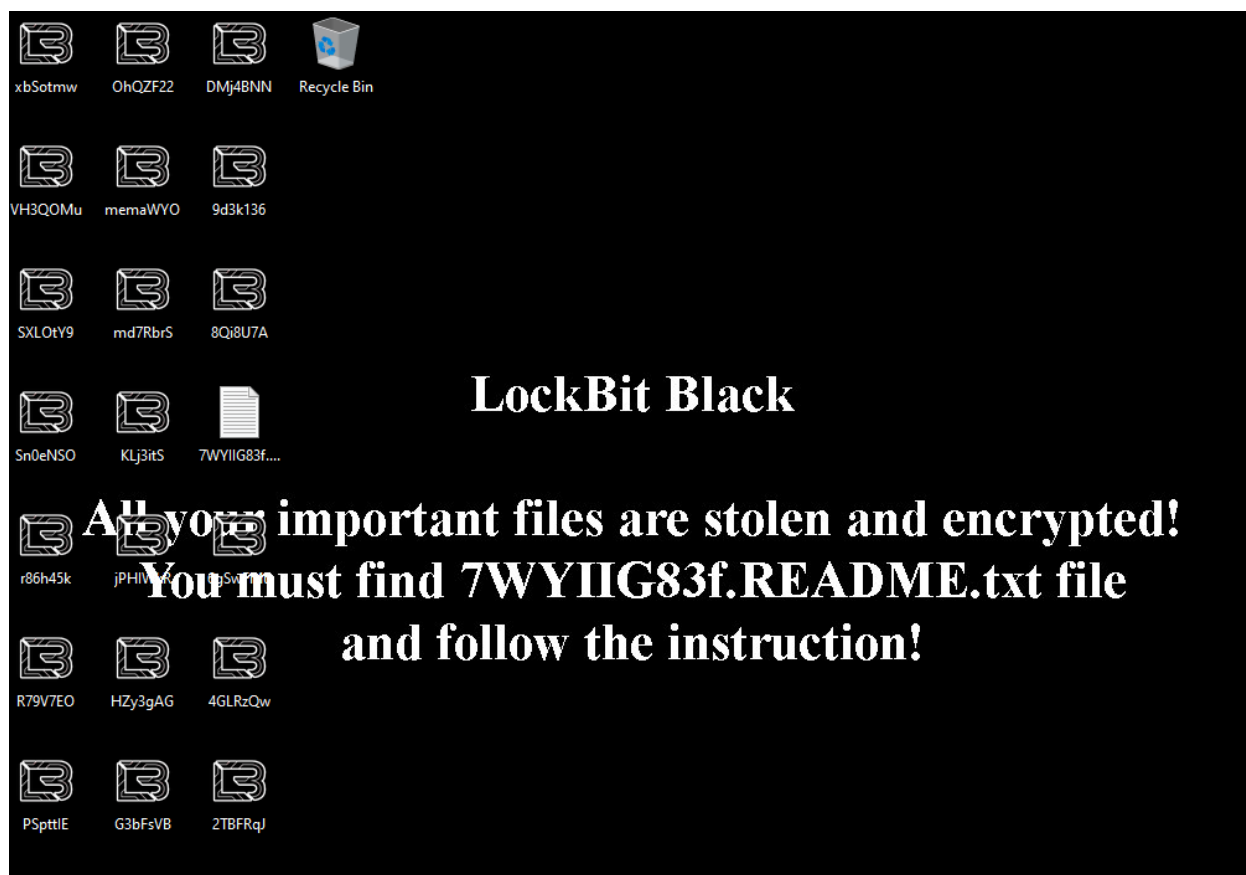 xbSotmw OhQZF22 DMj4BNN Recycle Bin
VH3QOMu memaWYO 9d3k136
SXLOtY9 md7RbrS 8Qi8U7A
LockBit Black
Sn0eNSO KLj3itS 7WYIIG83f....
All your important files are stolen and encrypted!
r86h45k
You must find 7WYIIG83f.README.txt file
and follow the instruction!
R79V7EO HZy3gAG 4GLRzQw
PSpttIE G3bFsVB 2TBFRqJ